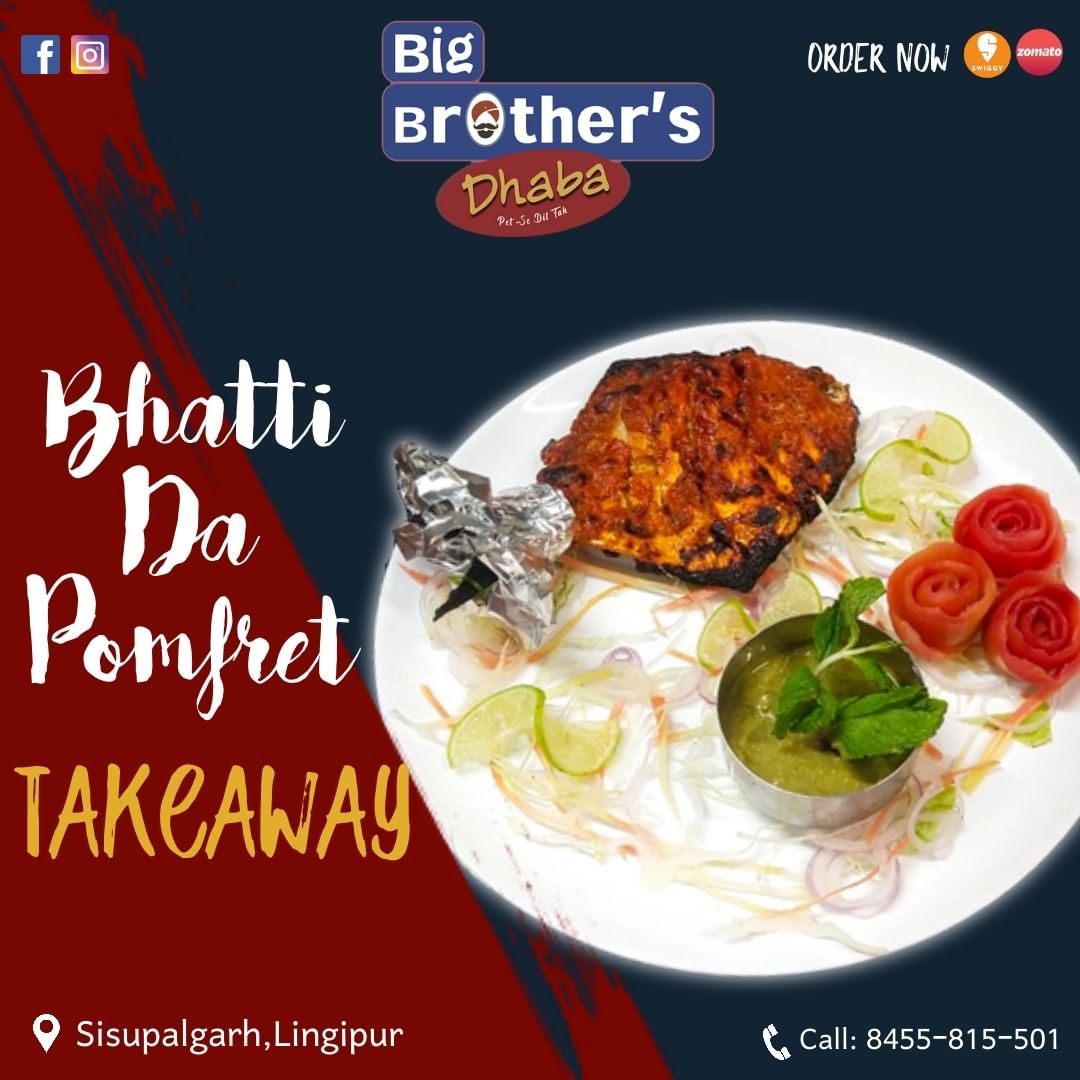 Big
Brother's
Dhaba
Pet-Se Dil Tak
ORDER NOW
SWIGGY
zomato
Bhatti
Da
Pomfret
TAKEAWAY
Sisupalgarh,Lingipur
Call: 8455-815-501